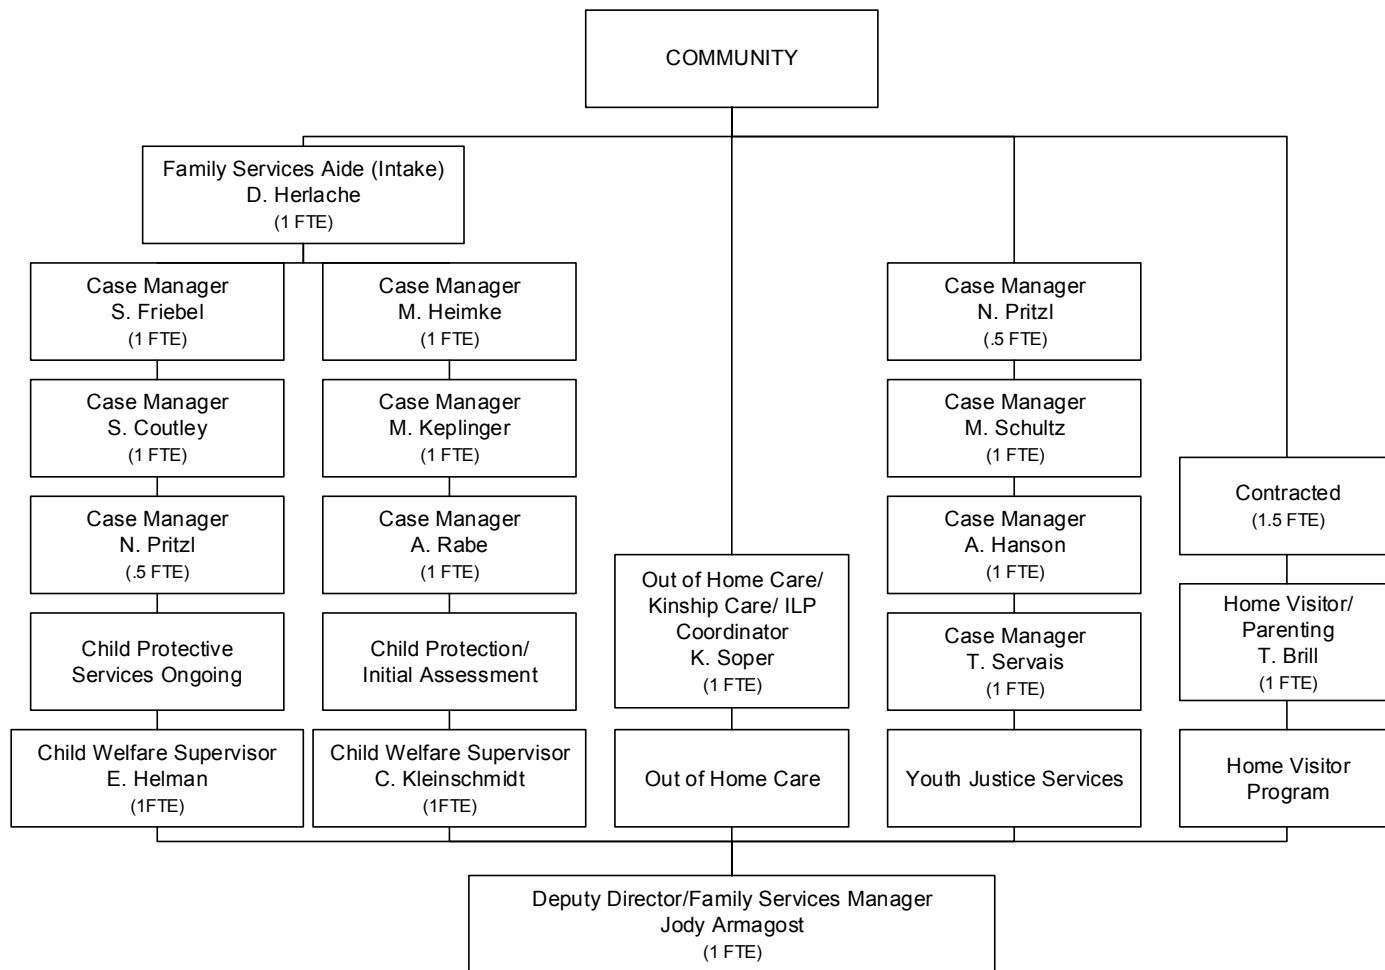 COMMUNITY
Family Services Aide (Intake)
D. Herlache
(1 FTE)
Case Manager
S. Friebel
(1 FTE)
Case Manager
S. Coutley
(1 FTE)
Case Manager
N. Pritzl
(.5 FTE)
Child Protective
Services Ongoing
Child Welfare Supervisor
E. Helman
(1FTE)
Case Manager
M. Heimke
(1 FTE)
Case Manager
M. Keplinger
(1 FTE)
Case Manager
A. Rabe
(1 FTE)
Child Protection/
Initial Assessment
Child Welfare Supervisor
C. Kleinschmidt
(1FTE)
Out of Home Care/
Kinship Care/ ILP
Coordinator
K. Soper
(1 FTE)
Out of Home Care
Case Manager
N. Pritzl
(.5 FTE)
Case Manager
M. Schultz
(1 FTE)
Case Manager
A. Hanson
(1 FTE)
Case Manager
T. Servais
(1 FTE)
Youth Justice Services
Contracted
(1.5 FTE)
Home Visitor/
Parenting
T. Brill
(1 FTE)
Home Visitor
Program
Deputy Director/Family Services Manager
Jody Armagost
(1 FTE)